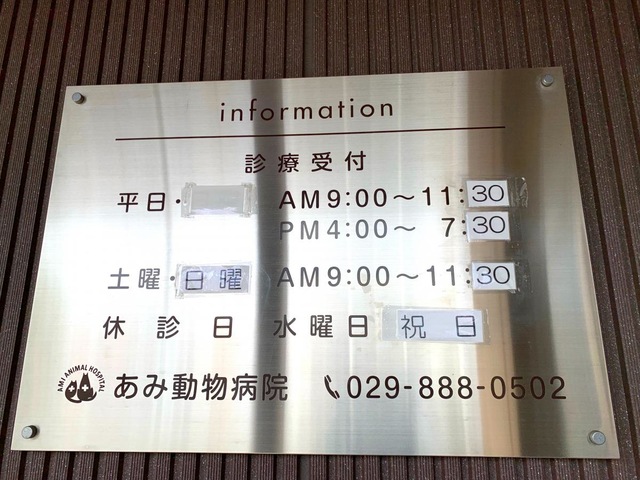 information
診療受付
平日・ AM9:00～11:30
PM4:00～ 7:30
土曜・日曜 AM9:00～11:30
休診日 水曜日 祝日
AMI ANIMAL HOSPITAL
あみ動物病院 029-888-0502